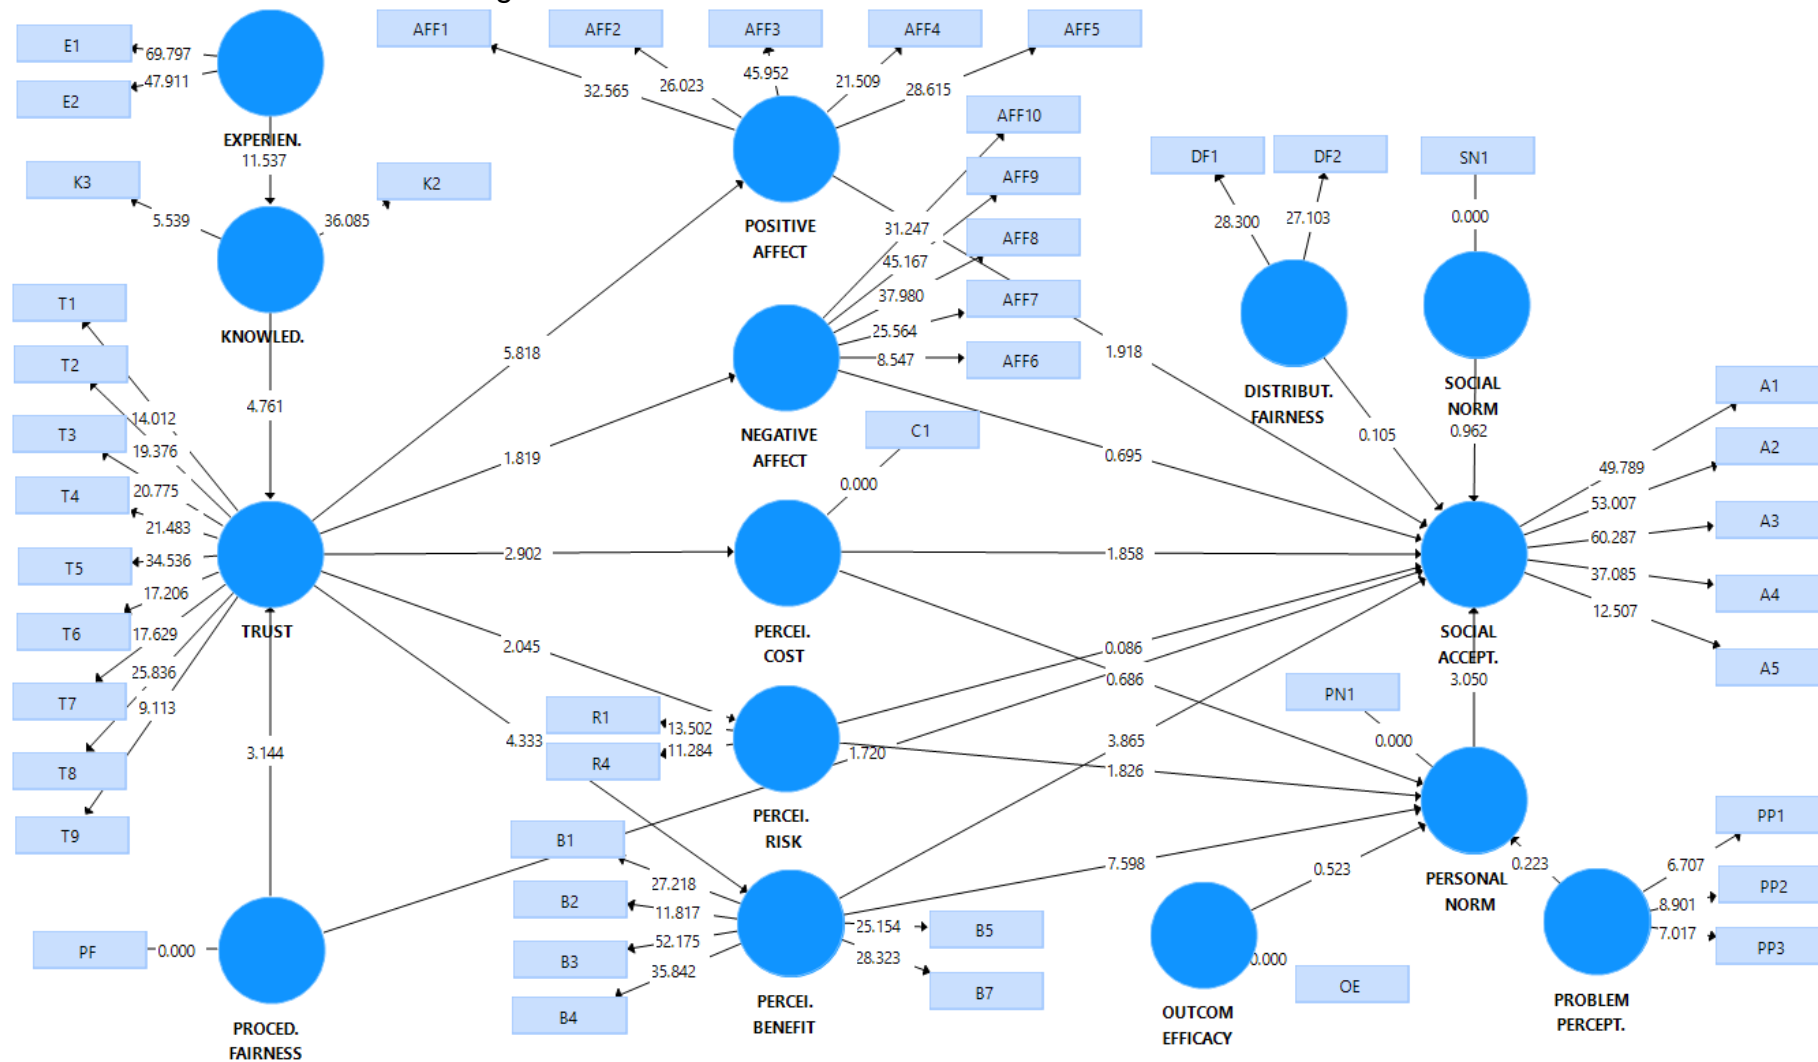 E1
69.797
E2
47.911
EXPERIEN.
11.537
K3
5.539
K2
36.085
KNOWLED.
4.761
T1
T2
T3
T4
T5
T6
T7
T8
T9
14.012
19.376
20.775
21.483
34.536
17.206
17.629
25.836
9.113
TRUST
3.144
PF
0.000
PROCED.
FAIRNESS
AFF1
AFF2
AFF3
AFF4
AFF5
32.565
26.023
45.952
21.509
28.615
POSITIVE
AFFECT
AFF10
AFF9
AFF8
AFF7
AFF6
31.247
45.167
37.980
25.564
8.547
NEGATIVE
AFFECT
5.818
1.819
2.902
2.045
4.333
C1
0.000
PERCEI.
COST
R1
R4
13.502
11.284
PERCEI.
RISK
1.720
B1
B2
B3
B4
27.218
11.817
52.175
35.842
25.154
28.323
B5
B7
PERCEI.
BENEFIT
1.918
0.695
1.858
0.086
0.686
3.865
1.826
7.598
DF1
DF2
28.300
27.103
DISTRIBUT.
FAIRNESS
0.105
SN1
0.000
SOCIAL
NORM
0.962
A1
A2
A3
A4
A5
49.789
53.007
60.287
37.085
12.507
SOCIAL
ACCEPT.
3.050
PN1
0.000
PERSONAL
NORM
0.523
0.223
OE
0.000
OUTCOM
EFFICACY
PP1
PP2
PP3
6.707
8.901
7.017
PROBLEM
PERCEPT.